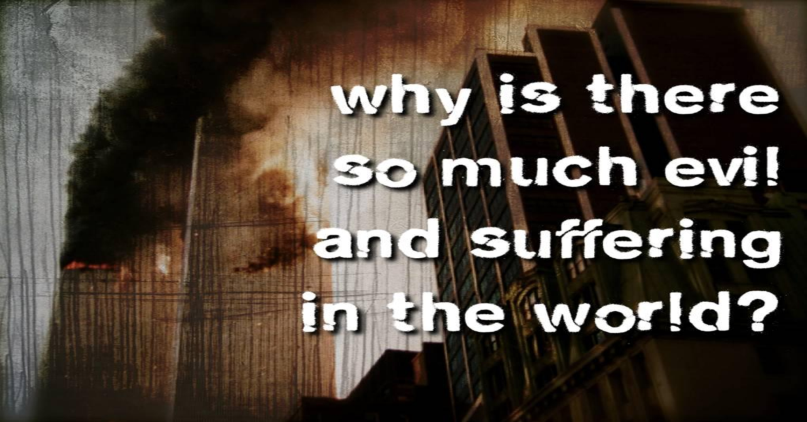 why is there
so much evil
and suffering
in the world?